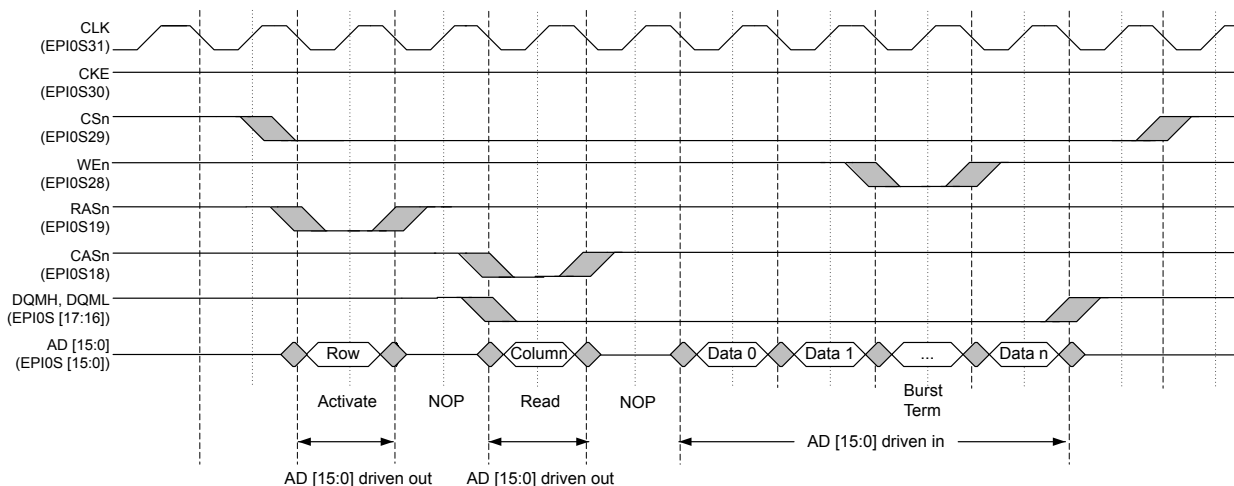 CLK
(EPI0S31)
CKE
(EPI0S30)
CSn
(EPI0S29)
WEn
(EPI0S28)
RASn
(EPI0S19)
CASn
(EPI0S18)
DQMH, DQML
(EPI0S [17:16])
AD [15:0]
(EPI0S [15:0])
Row
Column
Data 0
Data 1
...
Data n
Activate
NOP
Read
NOP
Burst
Term
AD [15:0] driven in
AD [15:0] driven out
AD [15:0] driven out